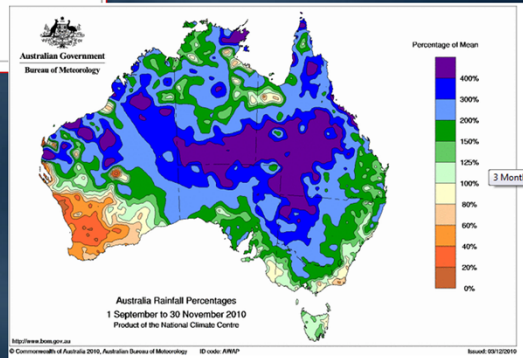 Australian Government
Bureau of Meteorology
Percentage of Mean
400%
300%
200%
150%
125%
100%
80%
60%
40%
20%
0%
3 Mont
Australia Rainfall Percentages
1 September to 30 November 2010
Product of the National Climate Centre
http://www.bom.gov.au
© Commonwealth of Australia 2010, Australian Bureau of Meteorology ID code: AWAP Issued: 03/12/2010